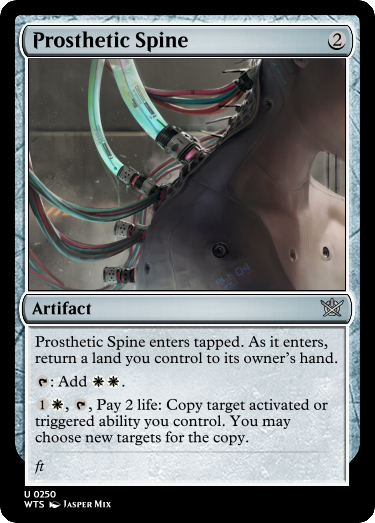 Prosthetic Spine 2
Artifact
Prosthetic Spine enters tapped. As it enters,
return a land you control to its owner's hand.
: Add .
1 , , Pay 2 life: Copy target activated or
triggered ability you control. You may
choose new targets for the copy.
ft
U 0250
WTS Jasper Mix